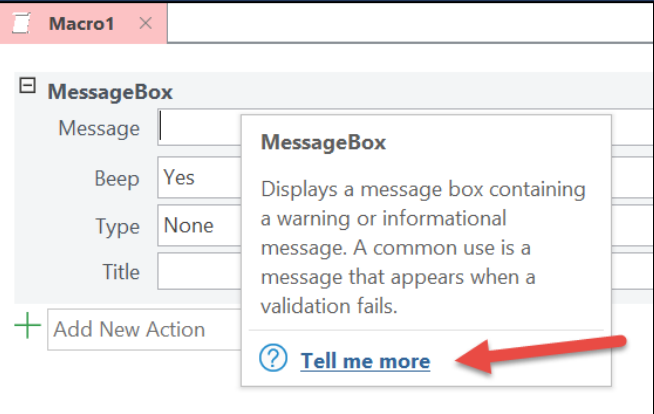 Macro1
MessageBox
Message
Beep Yes
Type None
Title
Add New Action
MessageBox
Displays a message box containing
a warning or informational
message. A common use is a
message that appears when a
validation fails.
Tell me more